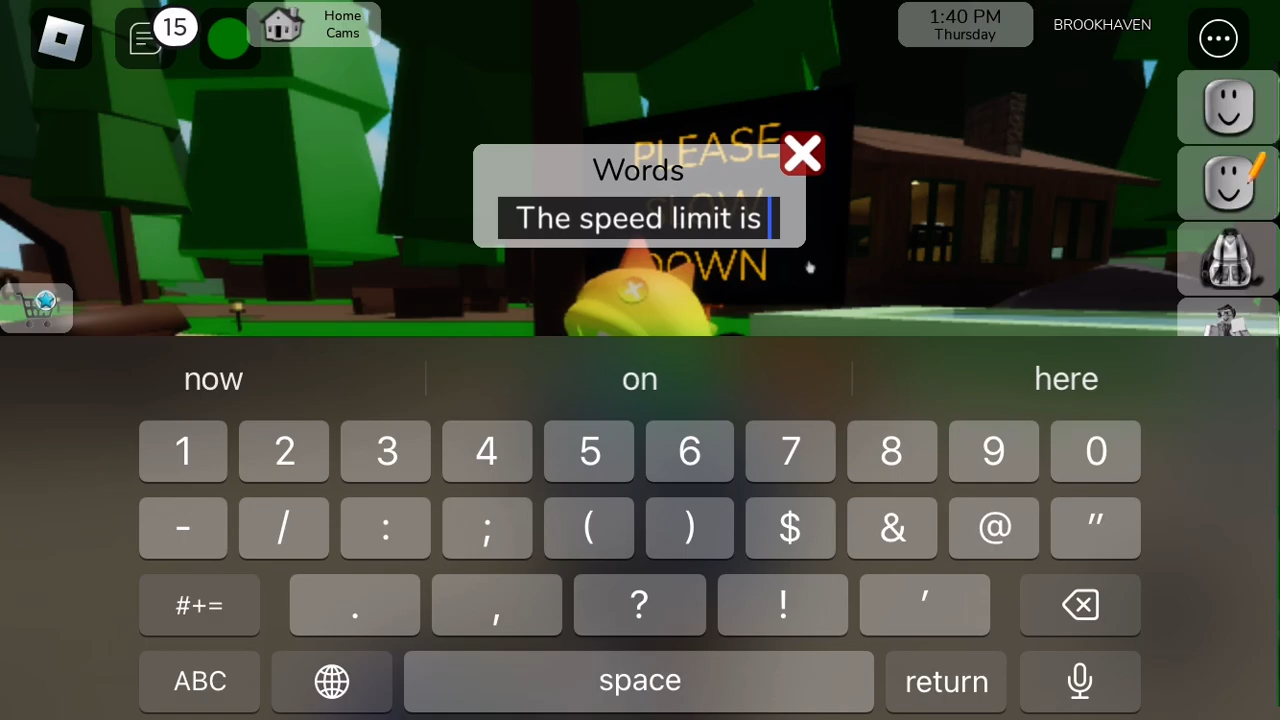 15
Home
Cams
1:40 PM
Thursday
BROOKHAVEN
PLEASE
SLOW
DOWN
Words
The speed limit is
now on here
1 2 3 4 5 6 7 8 9 0
- / : ; ( ) $ & @ "
#+= . , ? ! '
ABC space return